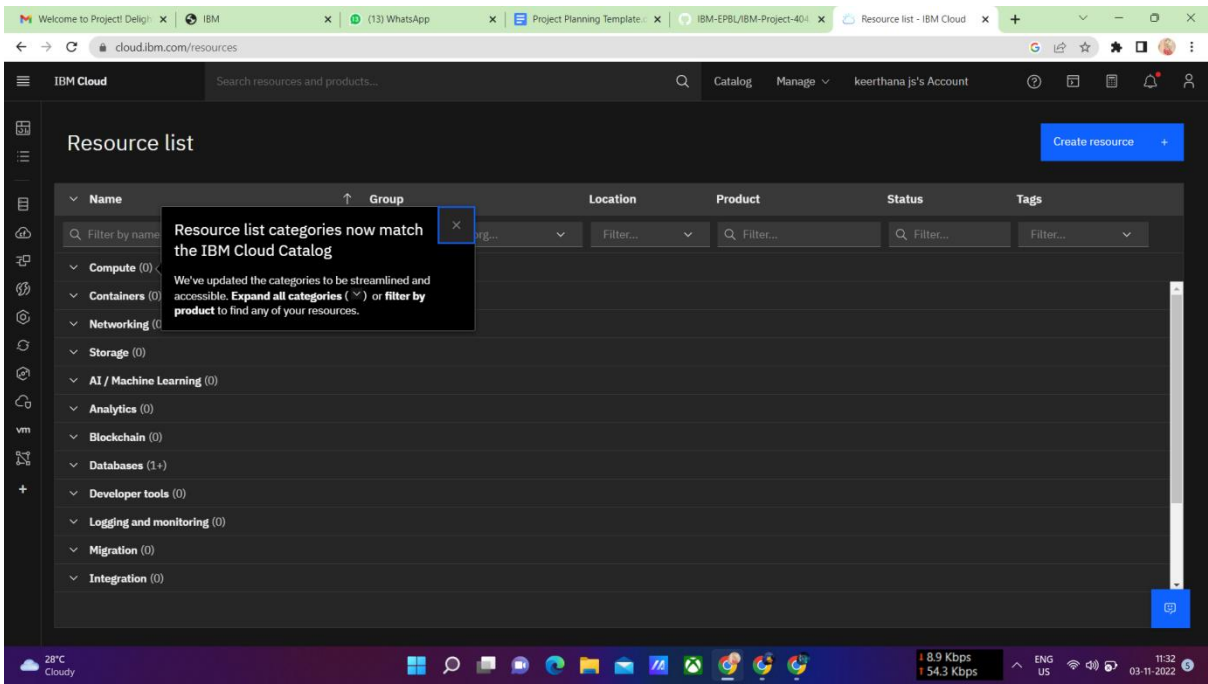 Welcome to Project! Deligh
IBM
(13) WhatsApp
Project Planning Template.c
IBM-EPBL/IBM-Project-404
Resource list - IBM Cloud
cloud.ibm.com/resources
IBM Cloud
Search resources and products...
Catalog
Manage
keerthana js's Account
Resource list
Create resource +
Name
Group
Location
Product
Status
Tags
Filter by name
org...
Filter...
Filter...
Filter...
Filter...
Resource list categories now match
the IBM Cloud Catalog
We've updated the categories to be streamlined and
accessible. Expand all categories ( ) or filter by
product to find any of your resources.
Compute (0)
Containers (0)
Networking (0
Storage (0)
AI / Machine Learning (0)
Analytics (0)
Blockchain (0)
Databases (1+)
Developer tools (0)
Logging and monitoring (0)
Migration (0)
Integration (0)
vm
28°C
Cloudy
8.9 Kbps
54.3 Kbps
ENG
US
11:32
03-11-2022
5